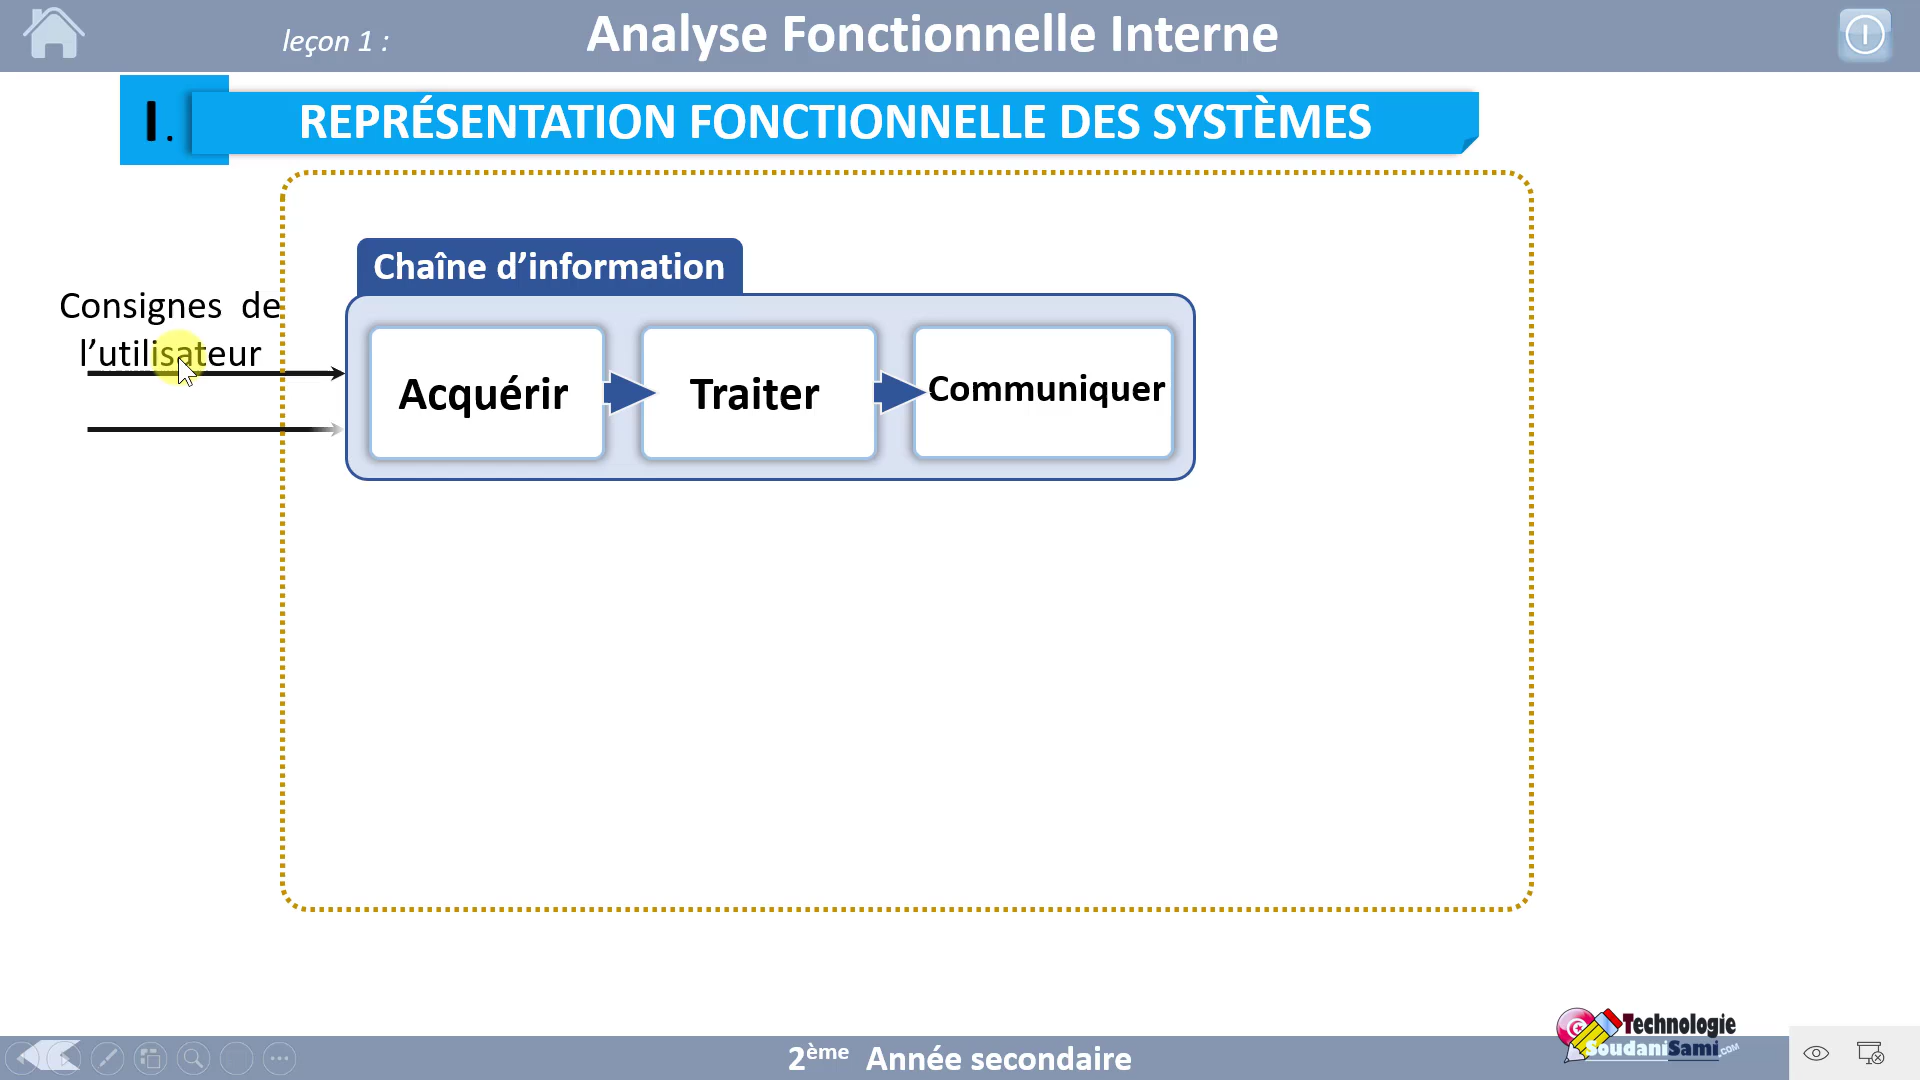 leçon 1 :
Analyse Fonctionnelle Interne
I.
REPRÉSENTATION FONCTIONNELLE DES SYSTÈMES
Chaîne d’information
Consignes de
l’utilisateur
Acquérir
Traiter
Communiquer
2ème Année secondaire
Technologie
SoudaniSami.COM